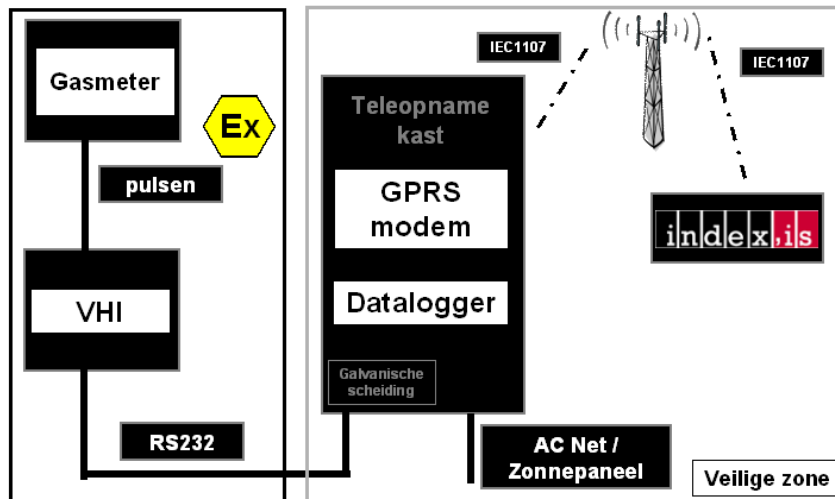 Gasmeter
Ex
pulsen
VHI
RS232
Teleopname
kast
GPRS
modem
Datalogger
Galvanische
scheiding
AC Net /
Zonnepaneel
IEC1107
IEC1107
index,is
Veilige zone